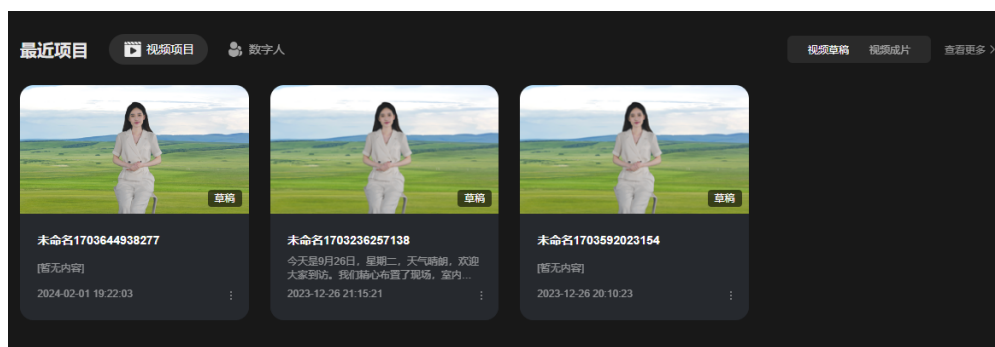 最近项目
视频项目
数字人
视频草稿
视频成片
查看更多
草稿
草稿
草稿
未命名1703644938277
[暂无内容]
2024-02-01 19:22:03
未命名1703236257138
今天是9月26日，星期二，天气晴朗，欢迎
大家到访。我们精心布置了现场，室内...
2023-12-26 21:15:21
未命名1703592023154
[暂无内容]
2023-12-26 20:10:23